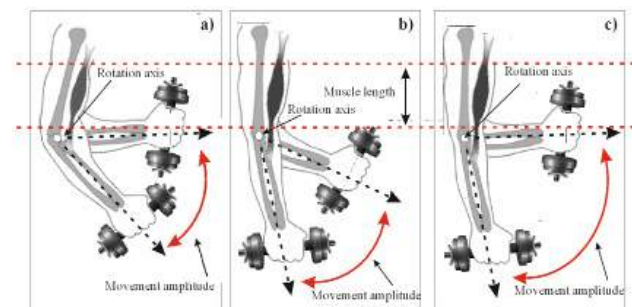 a)
Rotation axis
Movement amplitude
b)
Muscle length
Rotation axis
Movement amplitude
c)
Rotation axis
Movement amplitude